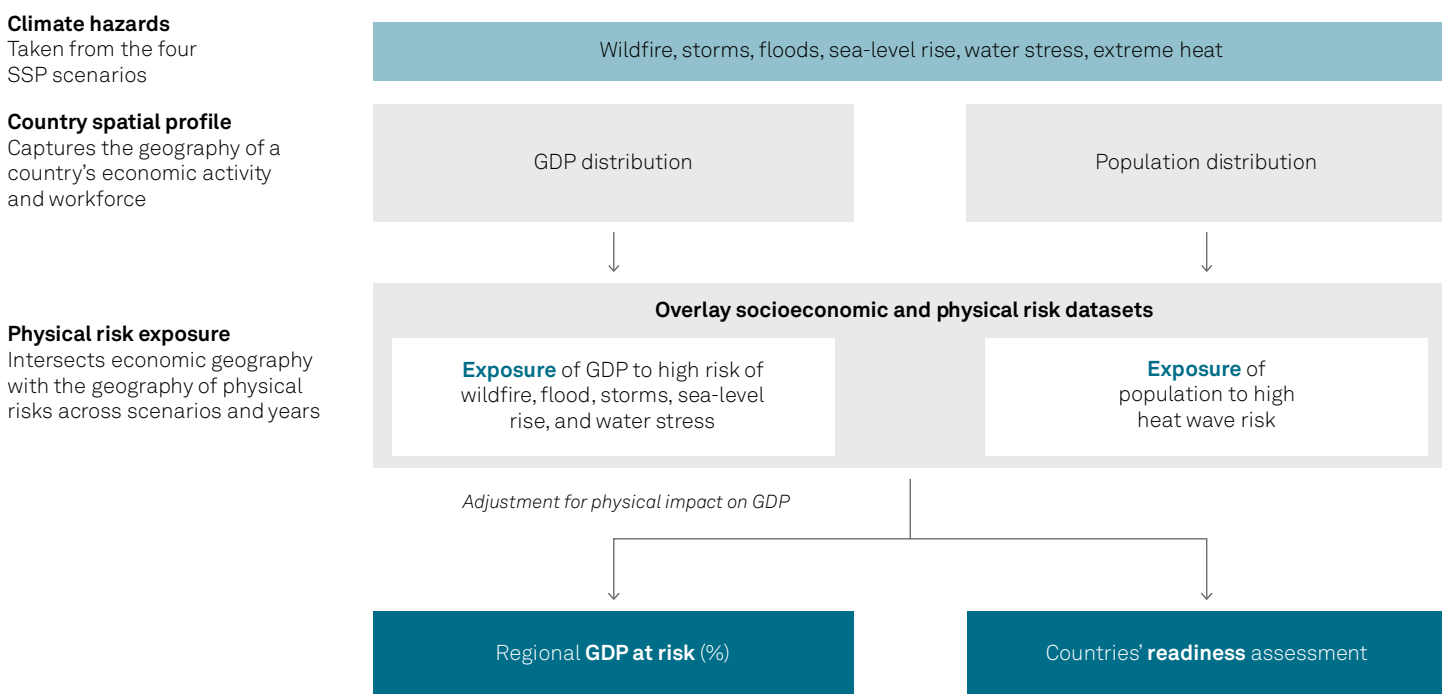 Climate hazards
Taken from the four
SSP scenarios
Wildfire, storms, floods, sea-level rise, water stress, extreme heat
Country spatial profile
Captures the geography of a
country’s economic activity
and workforce
GDP distribution
Population distribution
Physical risk exposure
Intersects economic geography
with the geography of physical
risks across scenarios and years
Overlay socioeconomic and physical risk datasets
Exposure of GDP to high risk of
wildfire, flood, storms, sea-level
rise, and water stress
Exposure of
population to high
heat wave risk
Adjustment for physical impact on GDP
Regional GDP at risk (%)
Countries’ readiness assessment